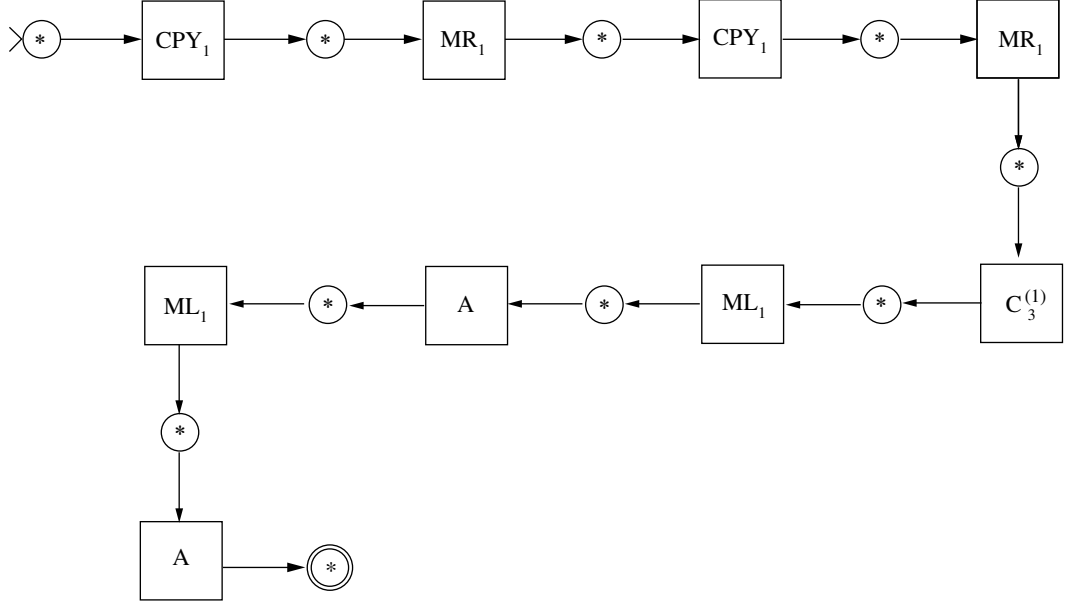 * CPY₁ * MR₁ * CPY₁ * MR₁
*
C₃⁽¹⁾ * ML₁ * A * ML₁
*
A *